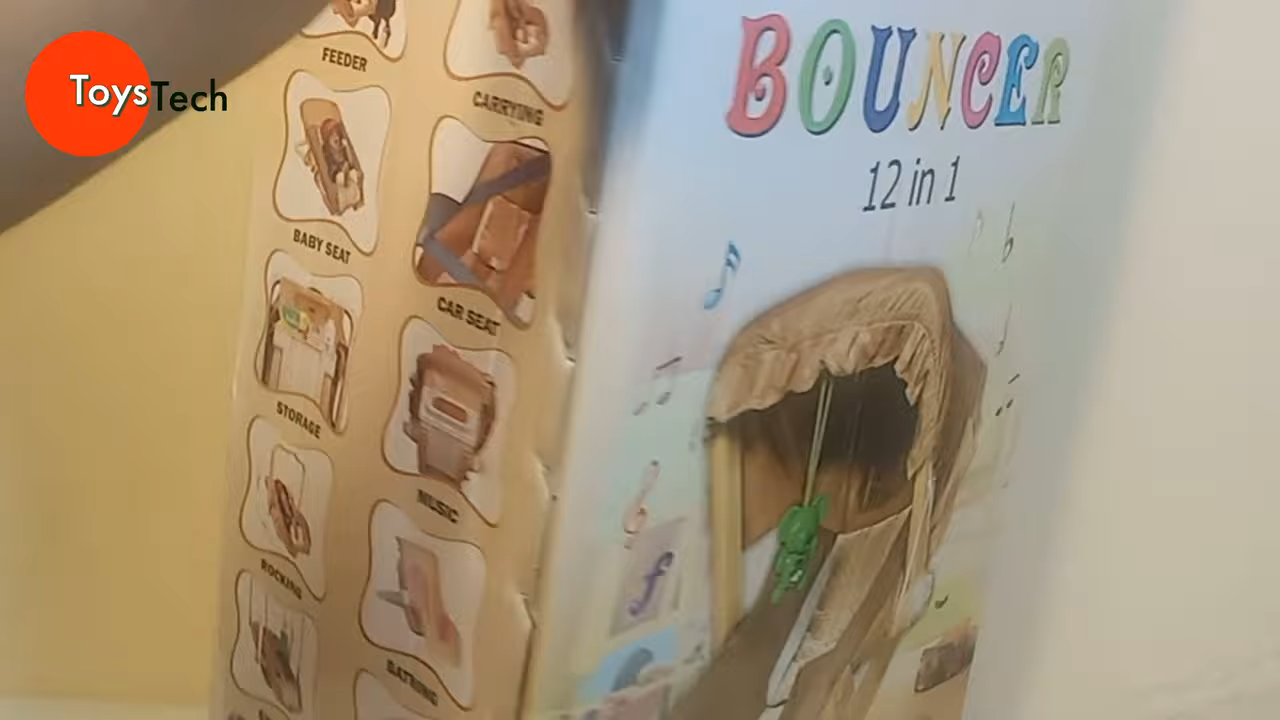 ToysTech
FEEDER
CARRYING
BABY SEAT
CAR SEAT
STORAGE
MUSIC
ROCKING
BATHING
BOUNCER
12 in 1